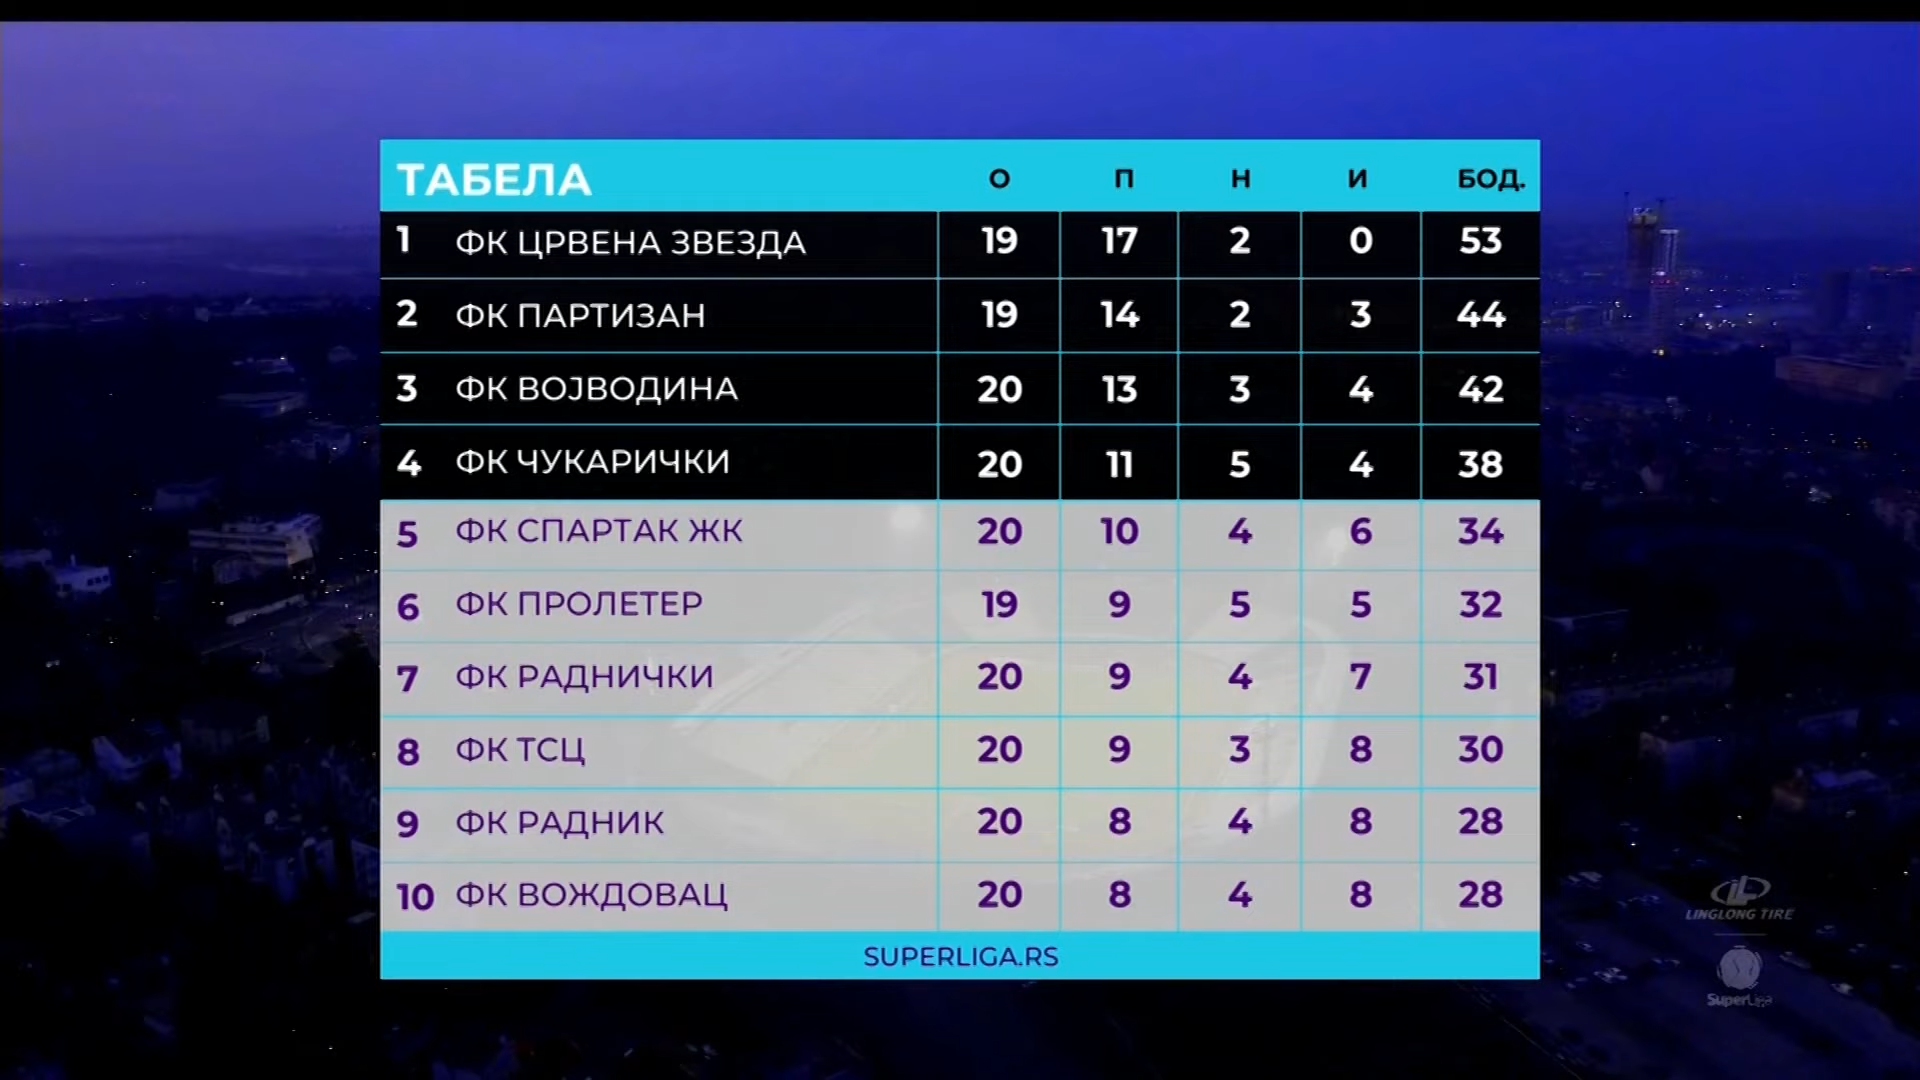 ТАБЕЛА О П Н И БОД.
1 ФК ЦРВЕНА ЗВЕЗДА 19 17 2 0 53
2 ФК ПАРТИЗАН 19 14 2 3 44
3 ФК ВОЈВОДИНА 20 13 3 4 42
4 ФК ЧУКАРИЧКИ 20 11 5 4 38
5 ФК СПАРТАК ЖК 20 10 4 6 34
6 ФК ПРОЛЕТЕР 19 9 5 5 32
7 ФК РАДНИЧКИ 20 9 4 7 31
8 ФК ТСЦ 20 9 3 8 30
9 ФК РАДНИК 20 8 4 8 28
10 ФК ВОЖДОВАЦ 20 8 4 8 28
SUPERLIGA.RS
LINGLONG TIRE
SuperLiga